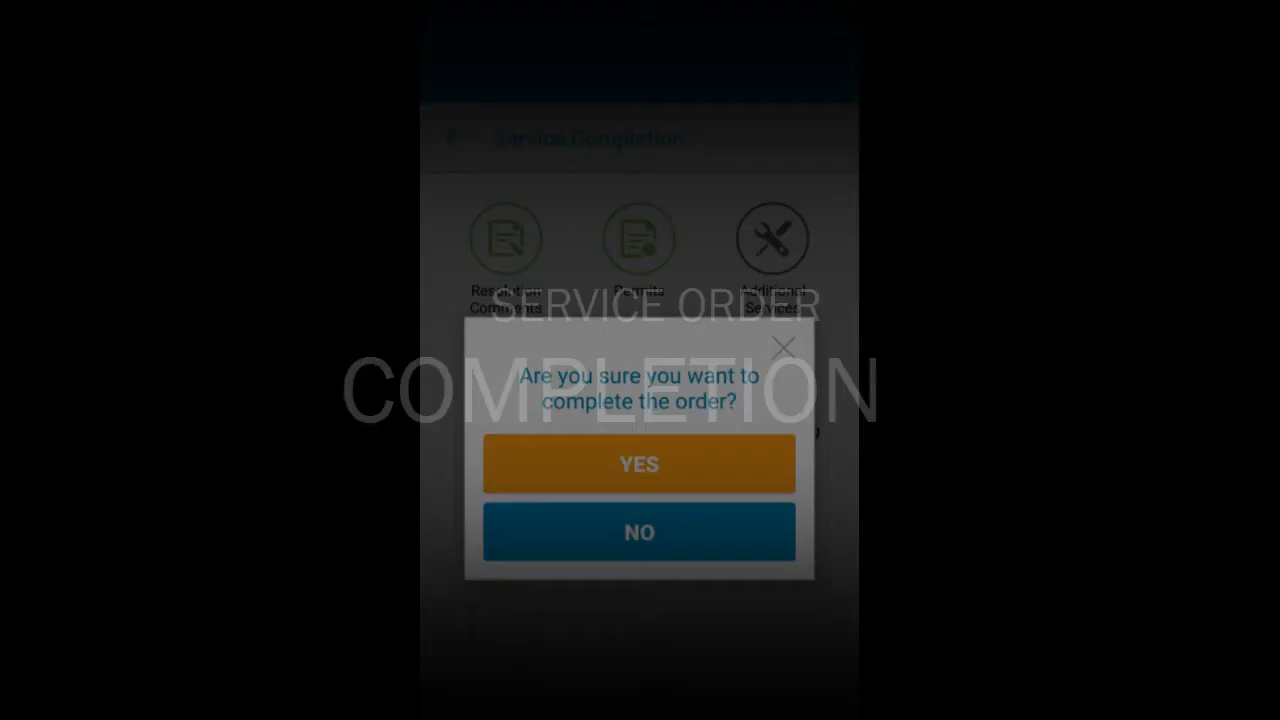 Service Completion
Resolution
Comments
Permits
Additional
Services
SERVICE ORDER
COMPLETION
Are you sure you want to
complete the order?
YES
NO